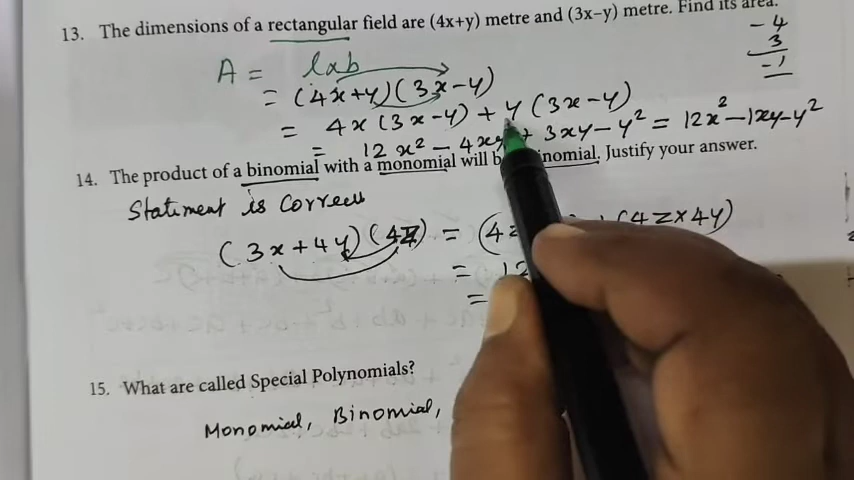 13. The dimensions of a rectangular field are (4x+y) metre and (3x−y) metre. Find its area.
− 4
3
−1
A = l×b
= (4x+y)(3x−y)
= 4x(3x−y) + y(3x−y)
= 12x² − 4xy + 3xy − y² = 12x² − 1xy − y²
14. The product of a binomial with a monomial will be binomial. Justify your answer.
Statement is correct
(3x+4y)(4z) = (4z + (4z×4y)
= 12
=
15. What are called Special Polynomials?
Monomial, Binomial,